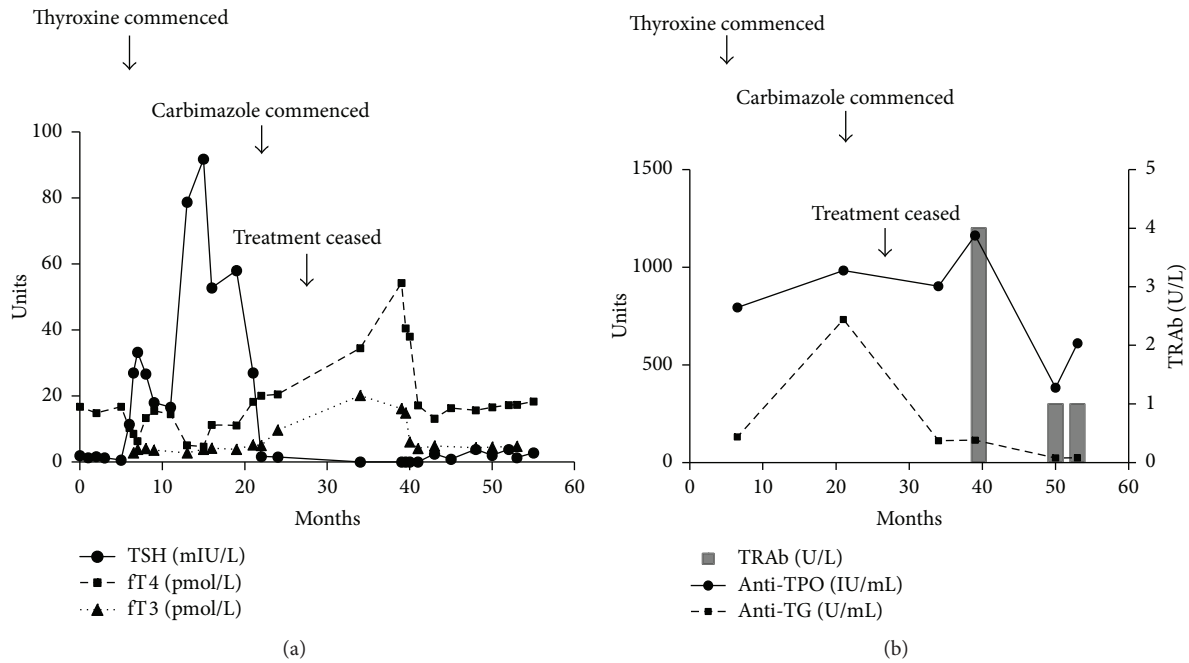 Thyroxine commenced
Carbimazole commenced
Treatment ceased
100
80
60
40
20
0
Units
0 10 20 30 40 50 60
Months
TSH (mIU/L)
fT4 (pmol/L)
fT3 (pmol/L)
(a)
Thyroxine commenced
Carbimazole commenced
Treatment ceased
1500
1000
500
0
Units
5
4
3
2
1
0
TRAb (U/L)
0 10 20 30 40 50 60
Months
TRAb (U/L)
Anti-TPO (IU/mL)
Anti-TG (U/mL)
(b)